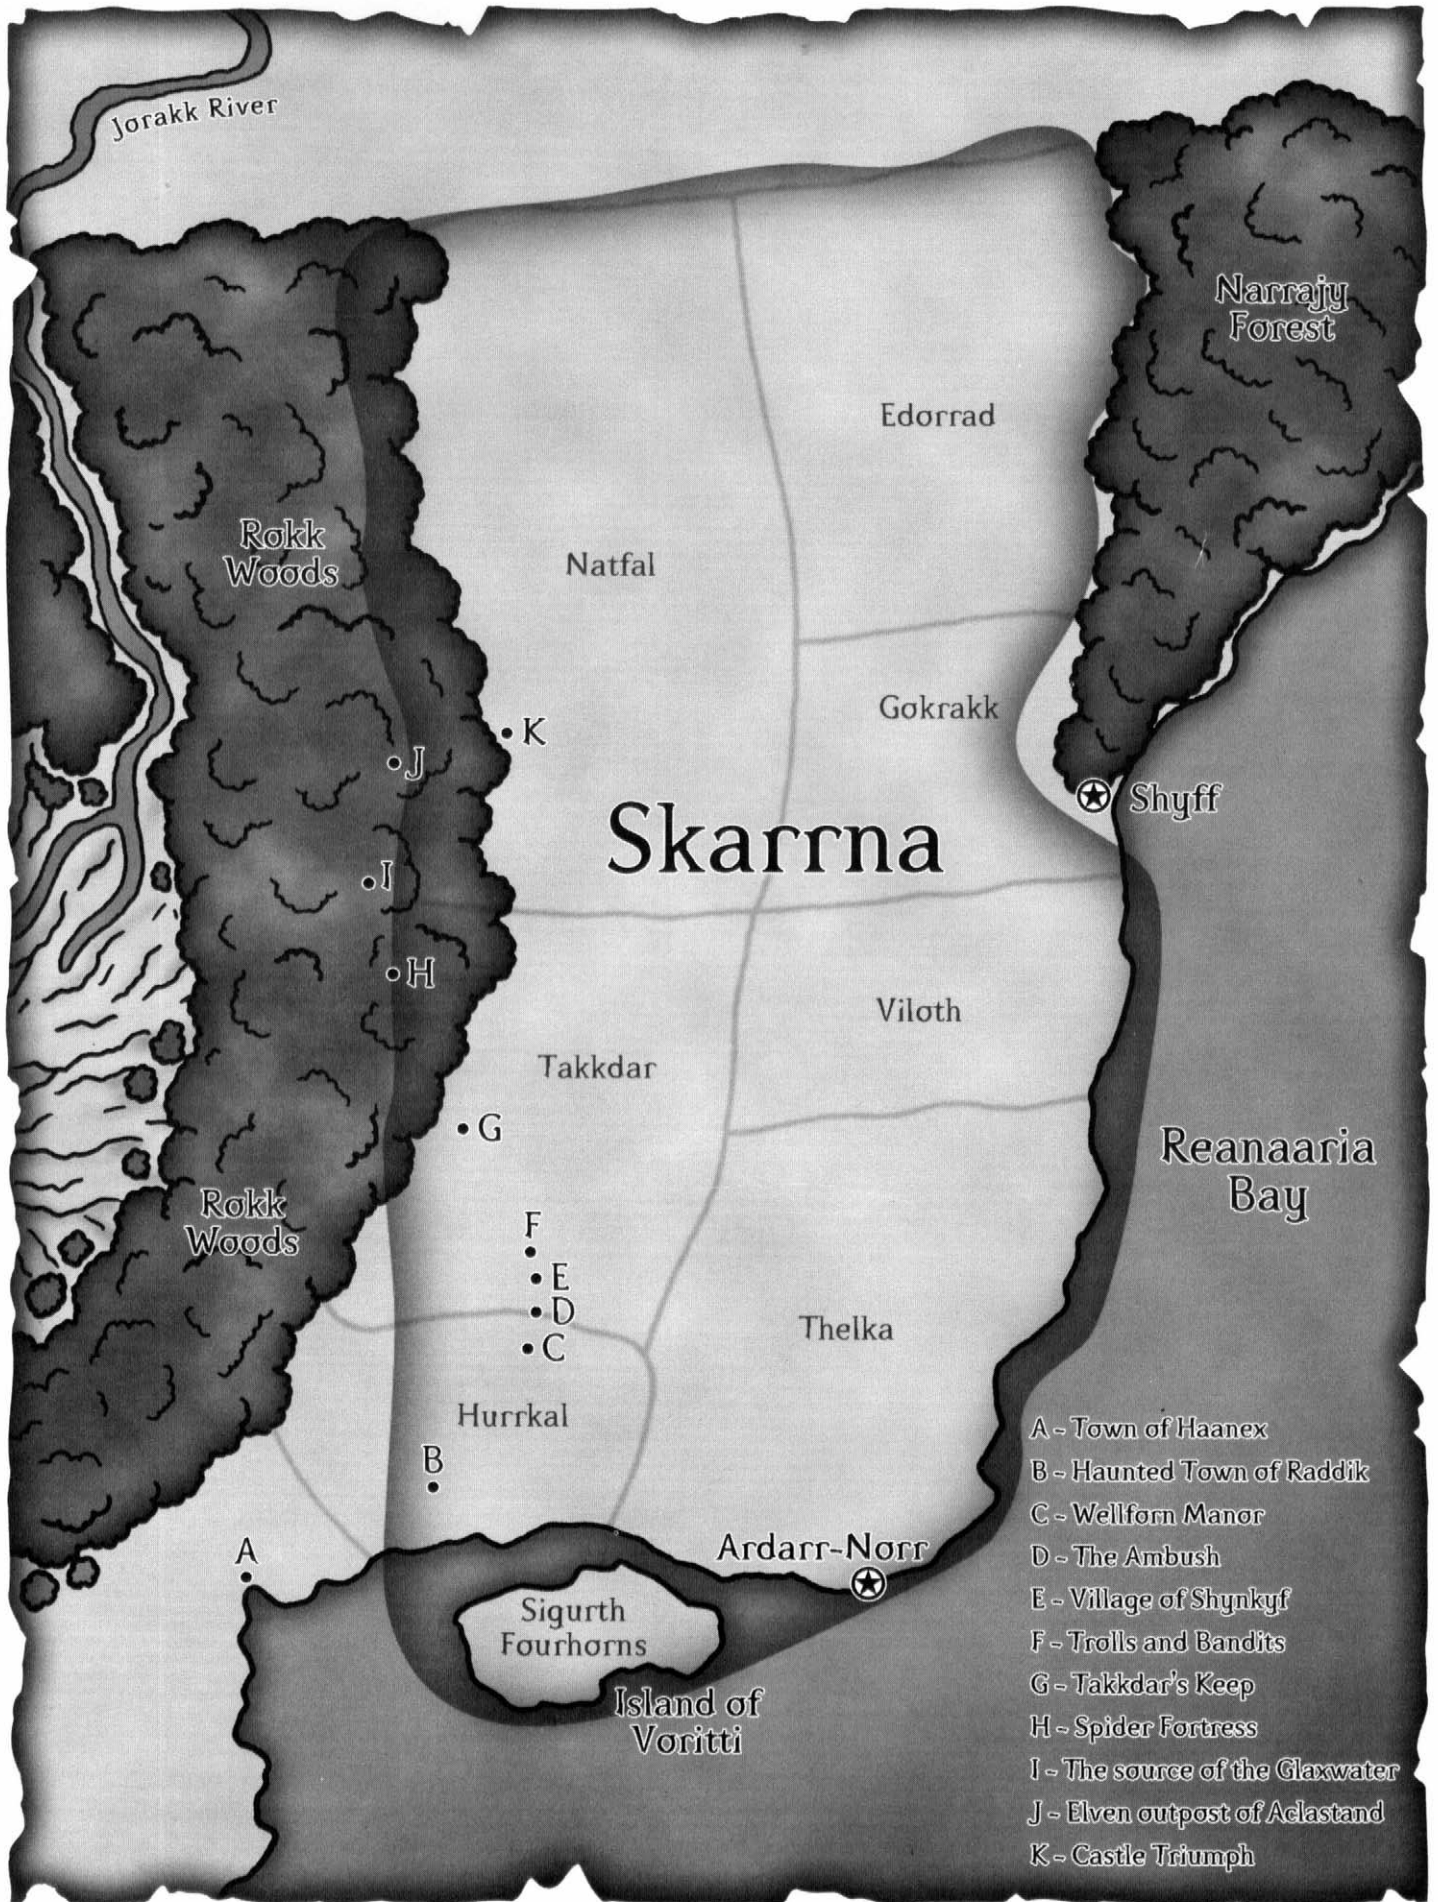 Jorakk River
Narrajy
Forest
Edorrad
Rokk
Woods
Natfal
Gokrakk
K
J
Shyff
Skarrna
I
H
Viloth
Takkdar
G
Reanaaria
Bay
Rokk
Woods
F
E
D
Thelka
C
Hurrkal
B
A
Ardarr-Norr
Sigurth
Fourhorns
Island of
Voritti
A - Town of Haanex
B - Haunted Town of Raddik
C - Wellforn Manor
D - The Ambush
E - Village of Shynkyf
F - Trolls and Bandits
G - Takkdar's Keep
H - Spider Fortress
I - The source of the Glaxwater
J - Elven outpost of Aclastand
K - Castle Triumph